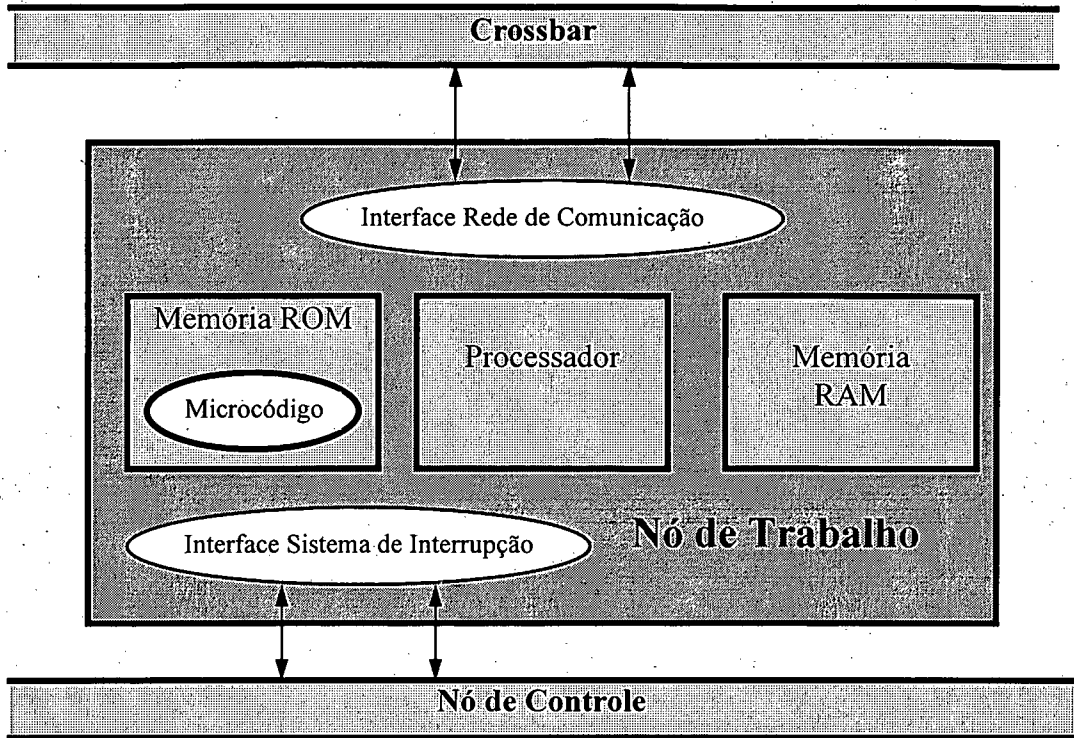 Crossbar
Interface Rede de Comunicação
Memória ROM
Microcódigo
Processador
Memória
RAM
Interface Sistema de Interrupção
Nó de Trabalho
Nó de Controle